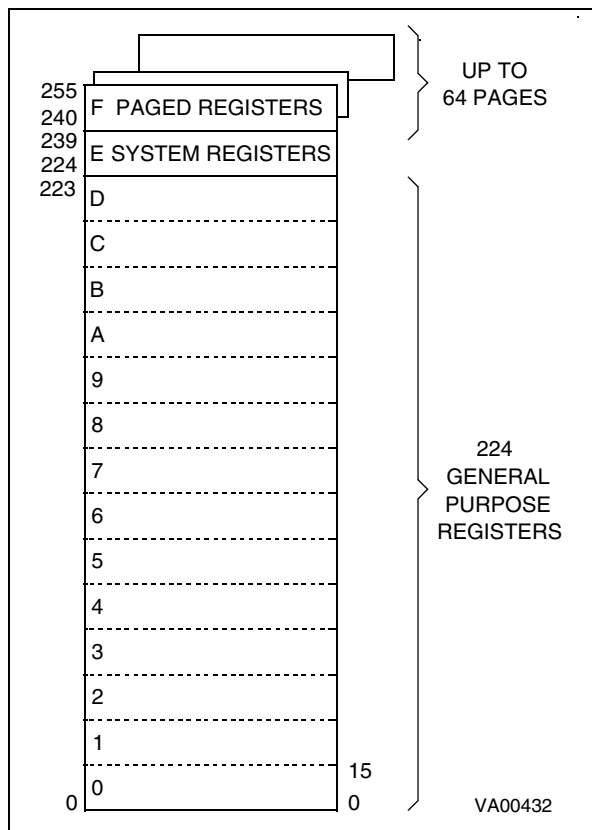 UP TO
64 PAGES
255
F PAGED REGISTERS
240
239
E SYSTEM REGISTERS
224
223
D
C
B
A
9
8
7
6
5
4
3
2
1
0
0
15
0
224
GENERAL
PURPOSE
REGISTERS
VA00432